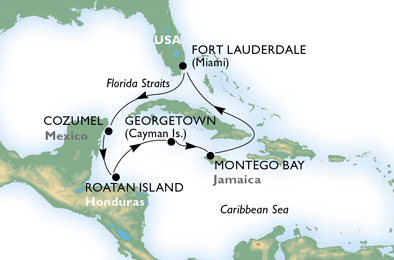 USA
FORT LAUDERDALE
(Miami)
Florida Straits
COZUMEL
Mexico
GEORGETOWN
(Cayman Is.)
MONTEGO BAY
Jamaica
ROATAN ISLAND
Honduras
Caribbean Sea